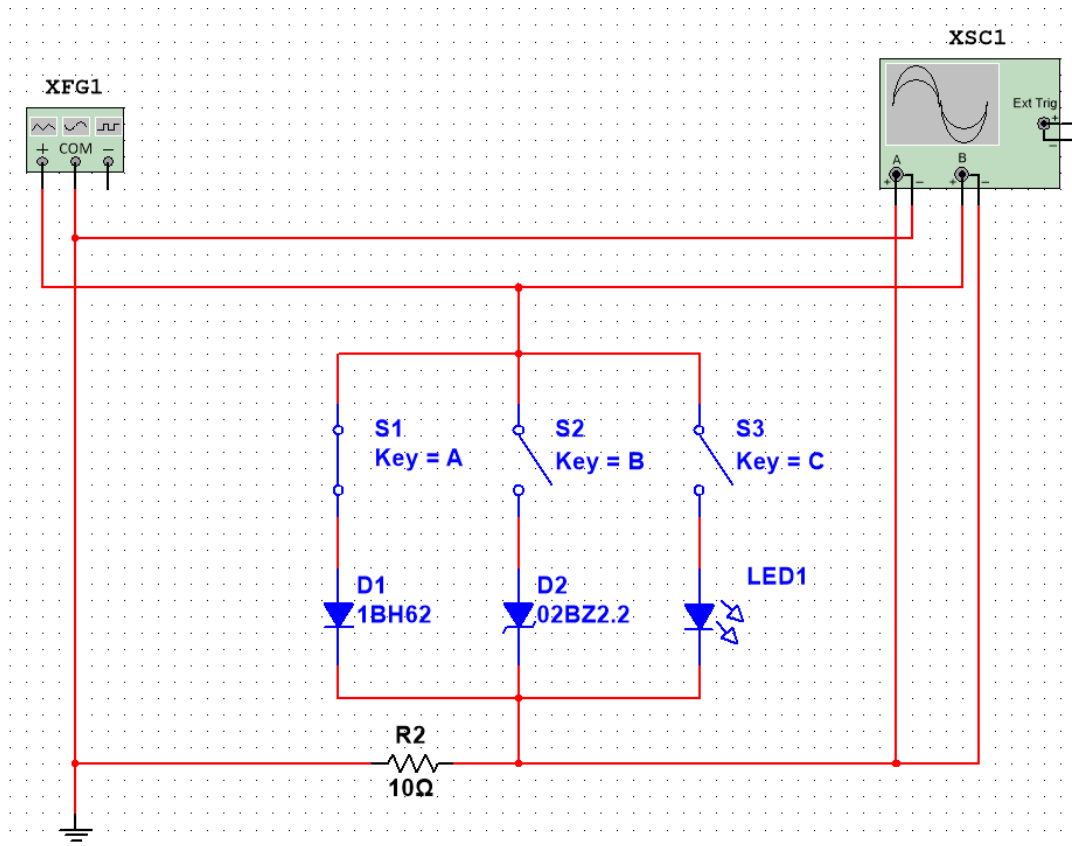 XSC1
XFG1
Ext Trig
+
-
+ COM -
A
B
+ - + -
S1
Key = A
S2
Key = B
S3
Key = C
D1
1BH62
D2
02BZ2.2
LED1
R2
10Ω